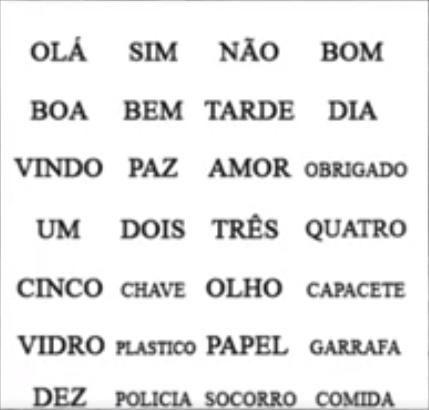 OLÁ SIM NÃO BOM
BOA BEM TARDE DIA
VINDO PAZ AMOR OBRIGADO
UM DOIS TRÊS QUATRO
CINCO CHAVE OLHO CAPACETE
VIDRO PLASTICO PAPEL GARRAFA
DEZ POLICIA SOCORRO COMIDA